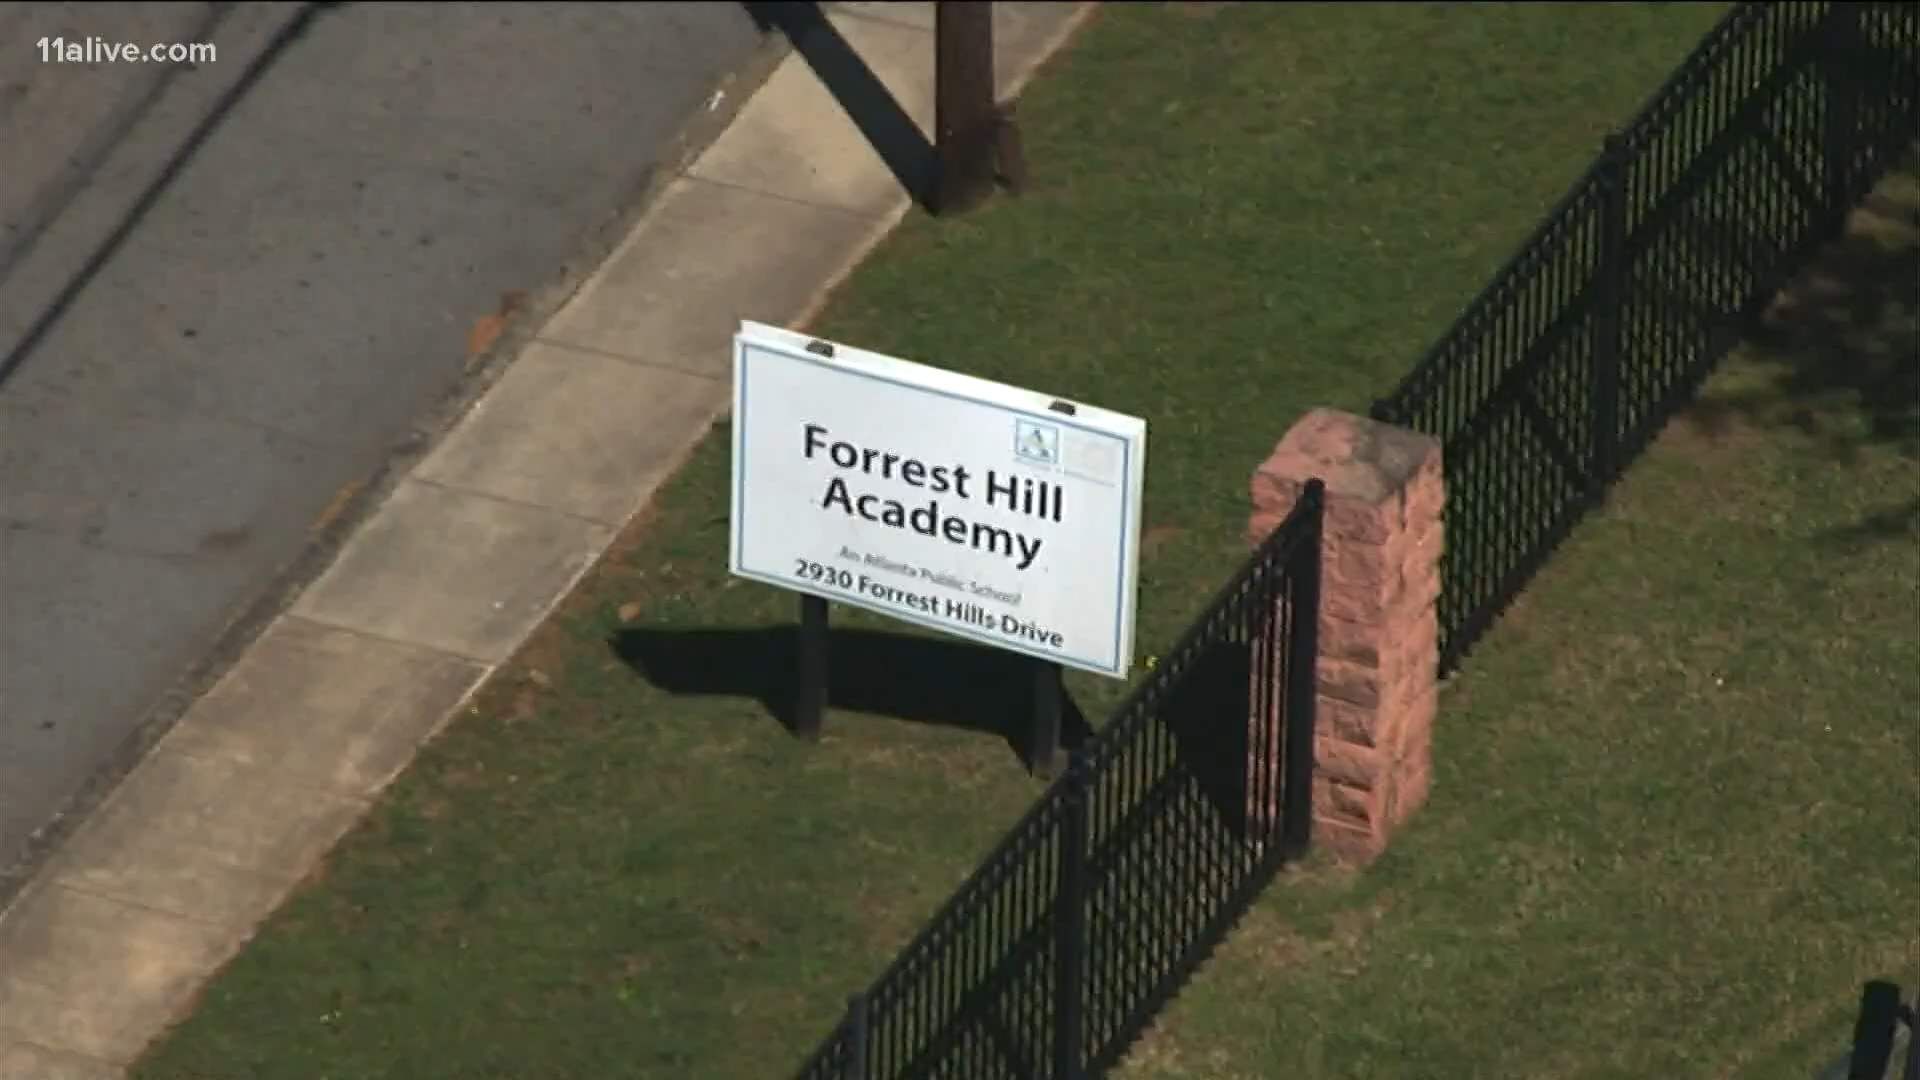 11alive.com
Forrest Hill
Academy
An Atlanta Public School
2930 Forrest Hills Drive